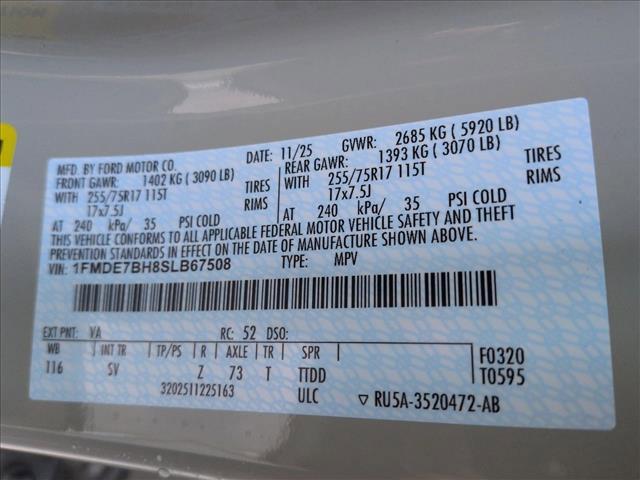 MFD. BY FORD MOTOR CO. DATE: 11/25 GVWR: 2685 KG ( 5920 LB)
FRONT GAWR: 1402 KG ( 3090 LB) REAR GAWR: 1393 KG ( 3070 LB)
WITH 255/75R17 115T TIRES WITH 255/75R17 115T TIRES
17x7.5J RIMS 17x7.5J RIMS
AT 240 kPa/ 35 PSI COLD AT 240 kPa/ 35 PSI COLD
THIS VEHICLE CONFORMS TO ALL APPLICABLE FEDERAL MOTOR VEHICLE SAFETY AND THEFT
PREVENTION STANDARDS IN EFFECT ON THE DATE OF MANUFACTURE SHOWN ABOVE.
VIN: 1FMDE7BH8SLB67508 TYPE: MPV
EXT PNT: VA RC: 52 DSO:
WB INT TR TP/PS R AXLE TR SPR F0320
116 SV Z 73 T TTDD T0595
3202511225163 ULC ▽ RU5A-3520472-AB